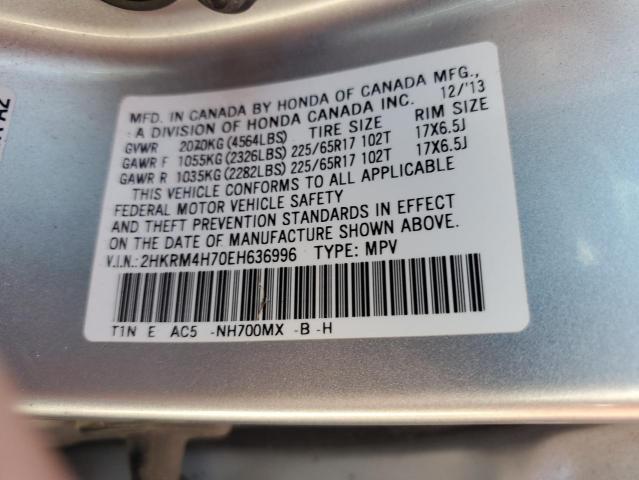 MFD. IN CANADA BY HONDA OF CANADA MFG.,
A DIVISION OF HONDA CANADA INC. 12/'13
GVWR 2070KG (4564LBS) TIRE SIZE RIM SIZE
GAWR F 1055KG (2326LBS) 225/65R17 102T 17X6.5J
GAWR R 1035KG (2282LBS) 225/65R17 102T 17X6.5J
THIS VEHICLE CONFORMS TO ALL APPLICABLE
FEDERAL MOTOR VEHICLE SAFETY
AND THEFT PREVENTION STANDARDS IN EFFECT
ON THE DATE OF MANUFACTURE SHOWN ABOVE.
V.I.N.: 2HKRM4H70EH636996 TYPE: MPV
T1N E AC5 -NH700MX -B -H